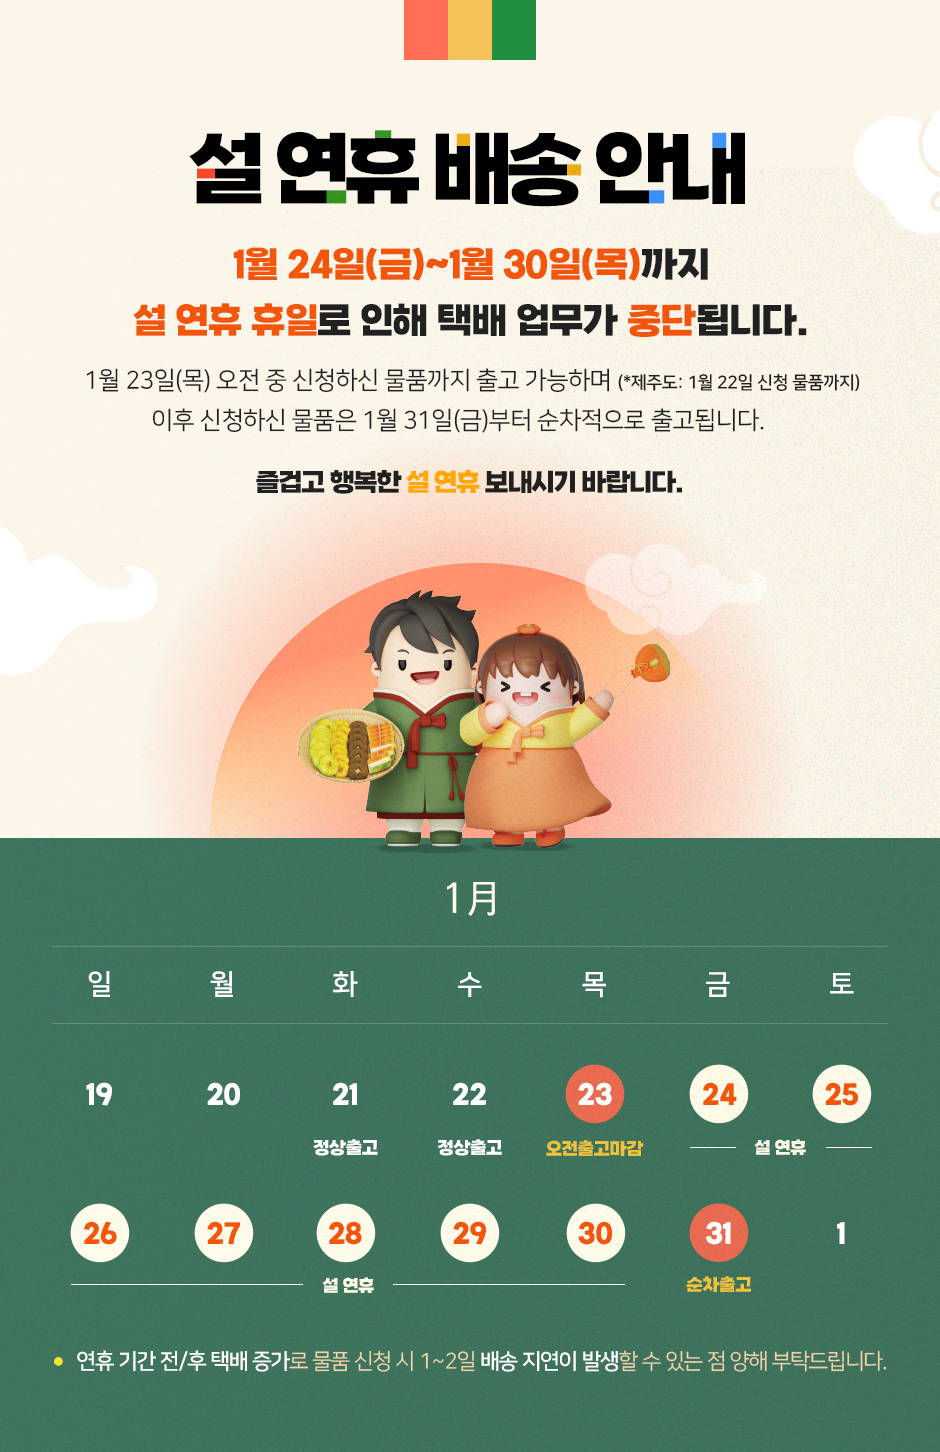 설 연휴 배송 안내
1월 24일(금)~1월 30일(목)까지
설 연휴 휴일로 인해 택배 업무가 중단됩니다.
1월 23일(목) 오전 중 신청하신 물품까지 출고 가능하며 (*제주도: 1월 22일 신청 물품까지)
이후 신청하신 물품은 1월 31일(금)부터 순차적으로 출고됩니다.
즐겁고 행복한 설 연휴 보내시기 바랍니다.
1月
일 월 화 수 목 금 토
19 20 21 22 23 24 25
정상출고 정상출고 오전출고마감 설 연휴
26 27 28 29 30 31 1
설 연휴 순차출고
연휴 기간 전/후 택배 증가로 물품 신청 시 1~2일 배송 지연이 발생할 수 있는 점 양해 부탁드립니다.